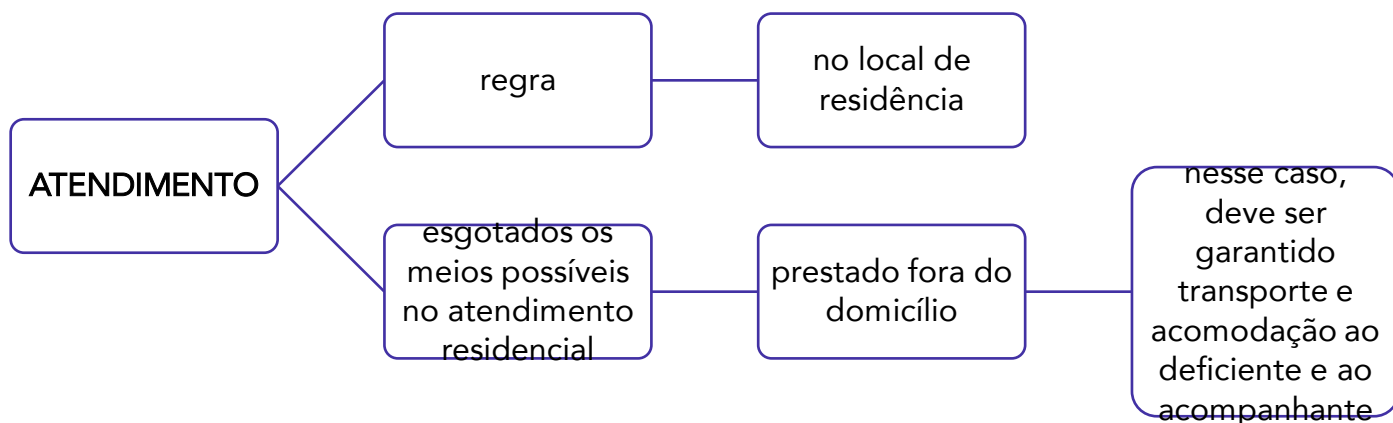 ATENDIMENTO
regra
no local de
residência
esgotados os
meios possíveis
no atendimento
residencial
prestado fora do
domicílio
nesse caso,
deve ser
garantido
transporte e
acomodação ao
deficiente e ao
acompanhante